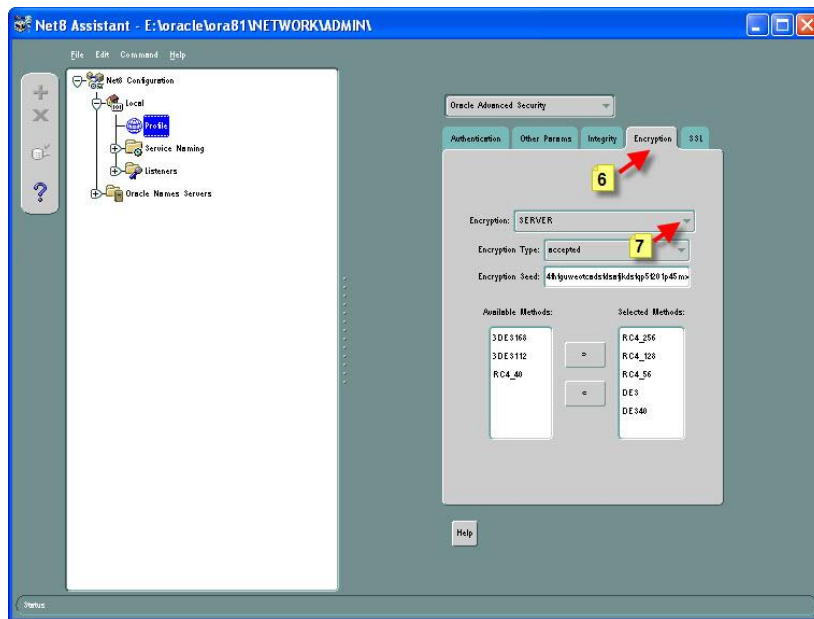 Net8 Assistant - E:\oracle\ora81\NETWORK\ADMIN\
File Edit Command Help
Net8 Configuration
Local
Profile
Service Naming
Listeners
Oracle Names Servers
Oracle Advanced Security
Authentication Other Params Integrity Encryption SSL
6
Encryption: SERVER
7
Encryption Type: accepted
Encryption Seed:
Available Methods: Selected Methods:
3DES168 RC4_256
3DES112 > RC4_128
RC4_40 RC4_56
< DES
DES40
Help
Status: